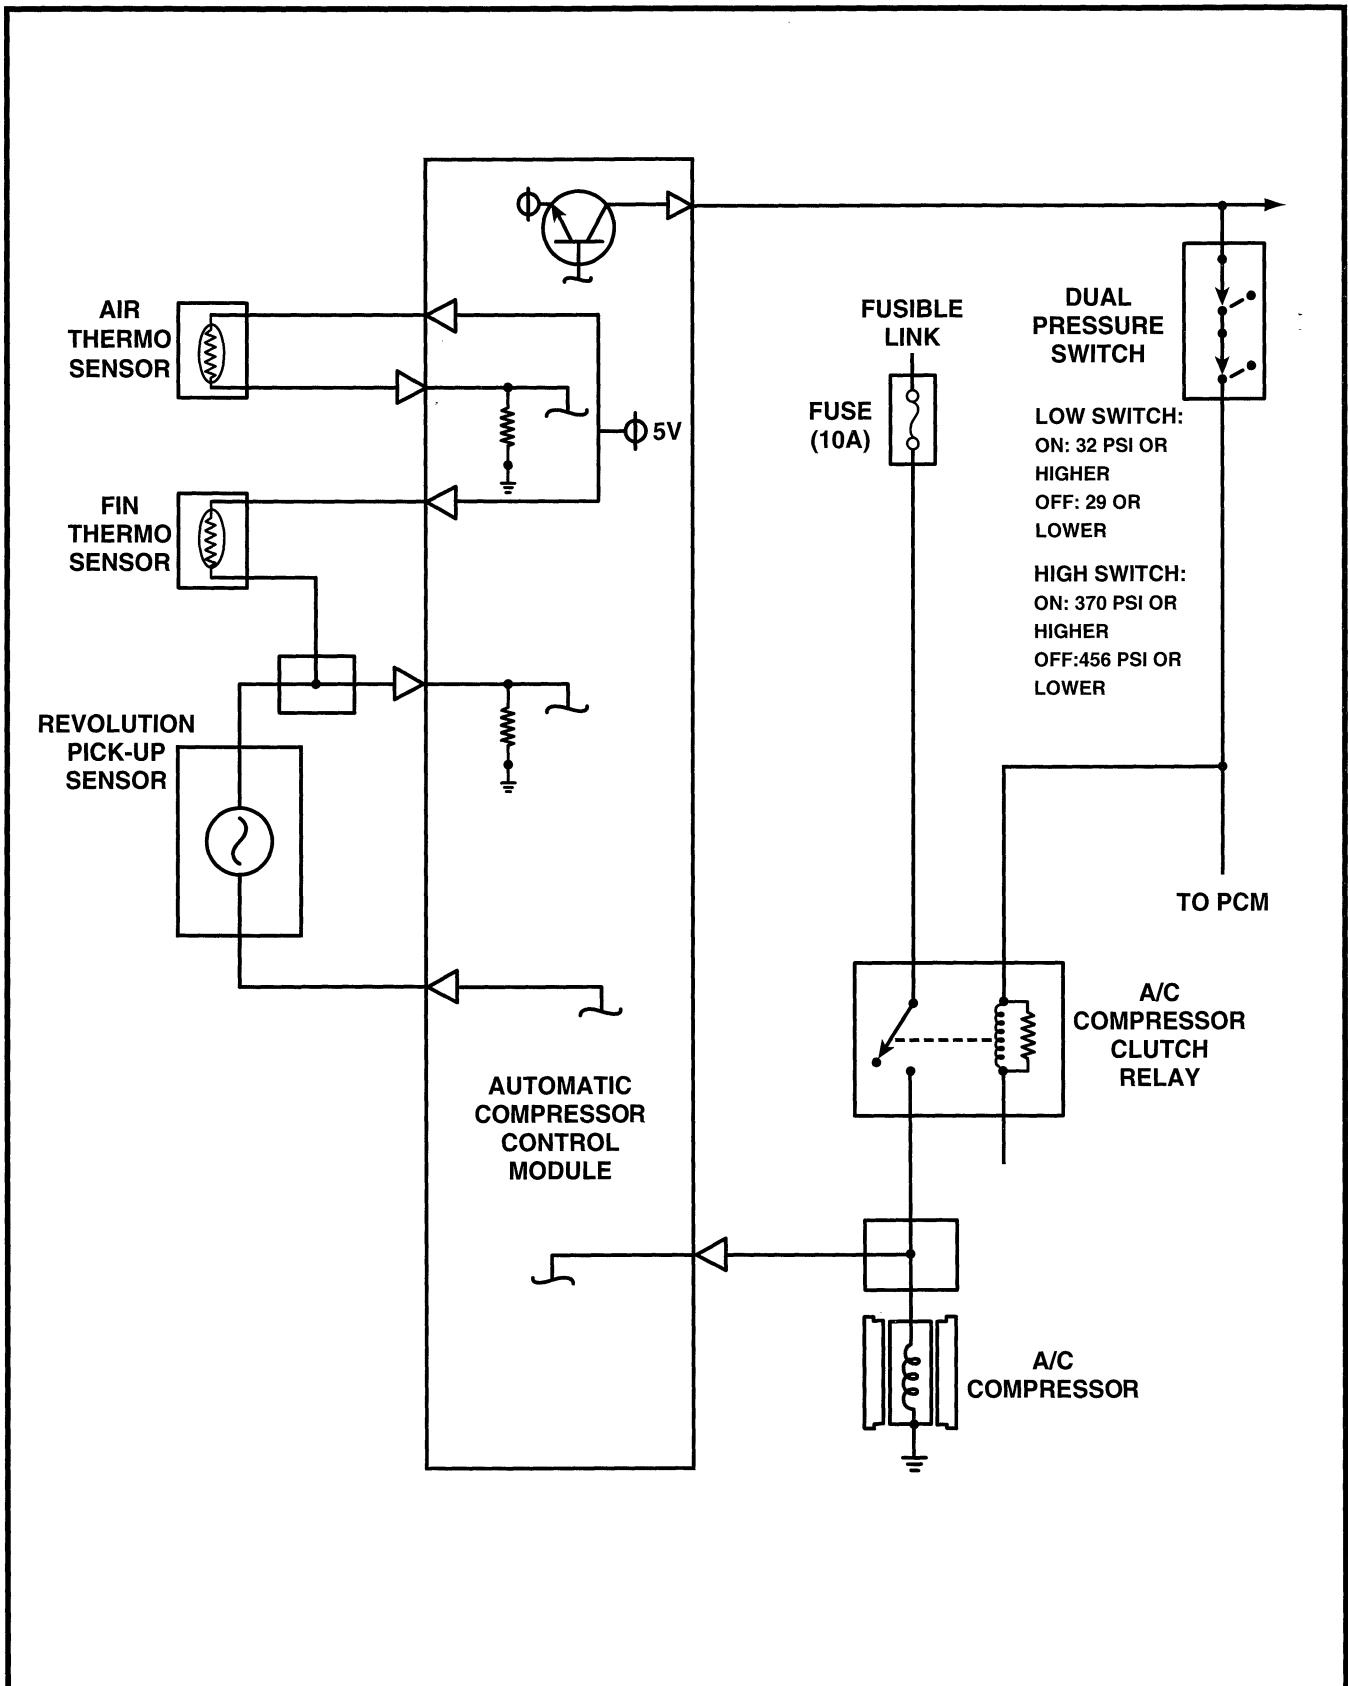 AIR
THERMO
SENSOR
5V
FIN
THERMO
SENSOR
REVOLUTION
PICK-UP
SENSOR
AUTOMATIC
COMPRESSOR
CONTROL
MODULE
FUSIBLE
LINK
FUSE
(10A)
DUAL
PRESSURE
SWITCH
LOW SWITCH:
ON: 32 PSI OR
HIGHER
OFF: 29 OR
LOWER
HIGH SWITCH:
ON: 370 PSI OR
HIGHER
OFF:456 PSI OR
LOWER
TO PCM
A/C
COMPRESSOR
CLUTCH
RELAY
A/C
COMPRESSOR